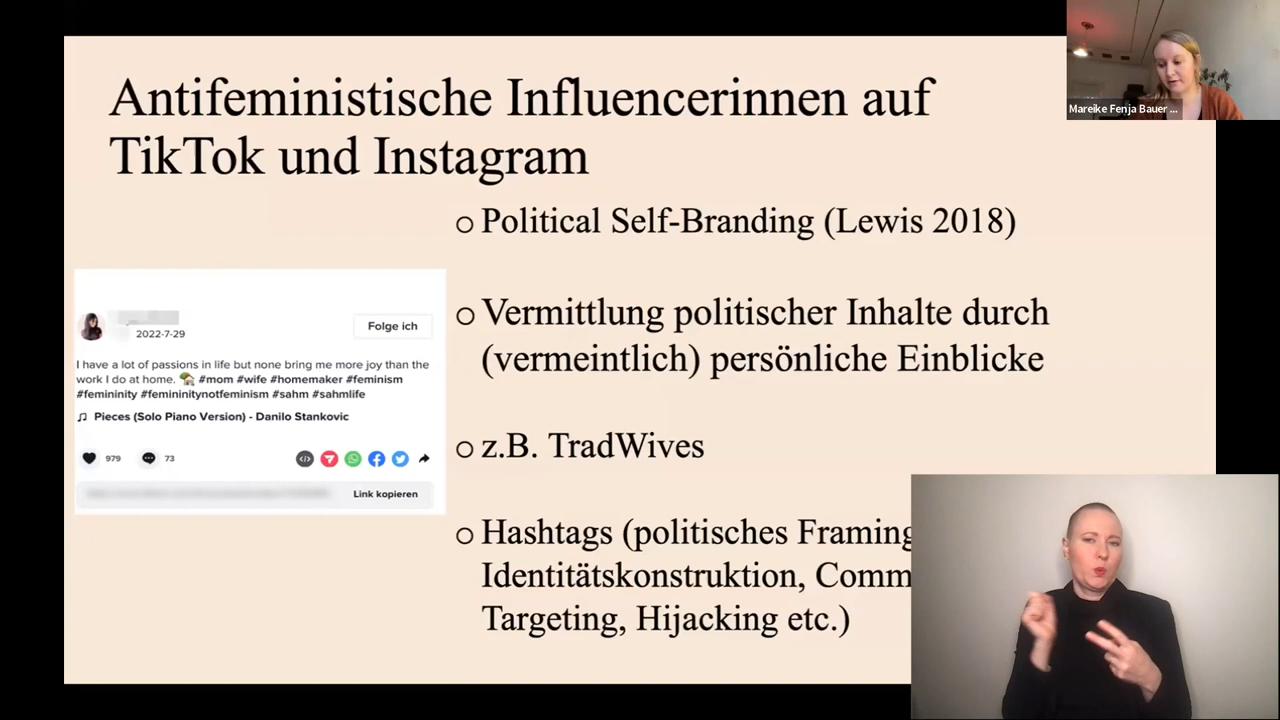 Antifeministische Influencerinnen auf
TikTok und Instagram
Mareike Fenja Bauer ...
Political Self-Branding (Lewis 2018)
Vermittlung politischer Inhalte durch
(vermeintlich) persönliche Einblicke
z.B. TradWives
Hashtags (politisches Framing
Identitätskonstruktion, Comm
Targeting, Hijacking etc.)
2022-7-29
Folge ich
I have a lot of passions in life but none bring me more joy than the
work I do at home. 🏡 #mom #wife #homemaker #feminism
#femininity #femininitynotfeminism #sahm #sahmlife
♫ Pieces (Solo Piano Version) - Danilo Stankovic
979
73
Link kopieren